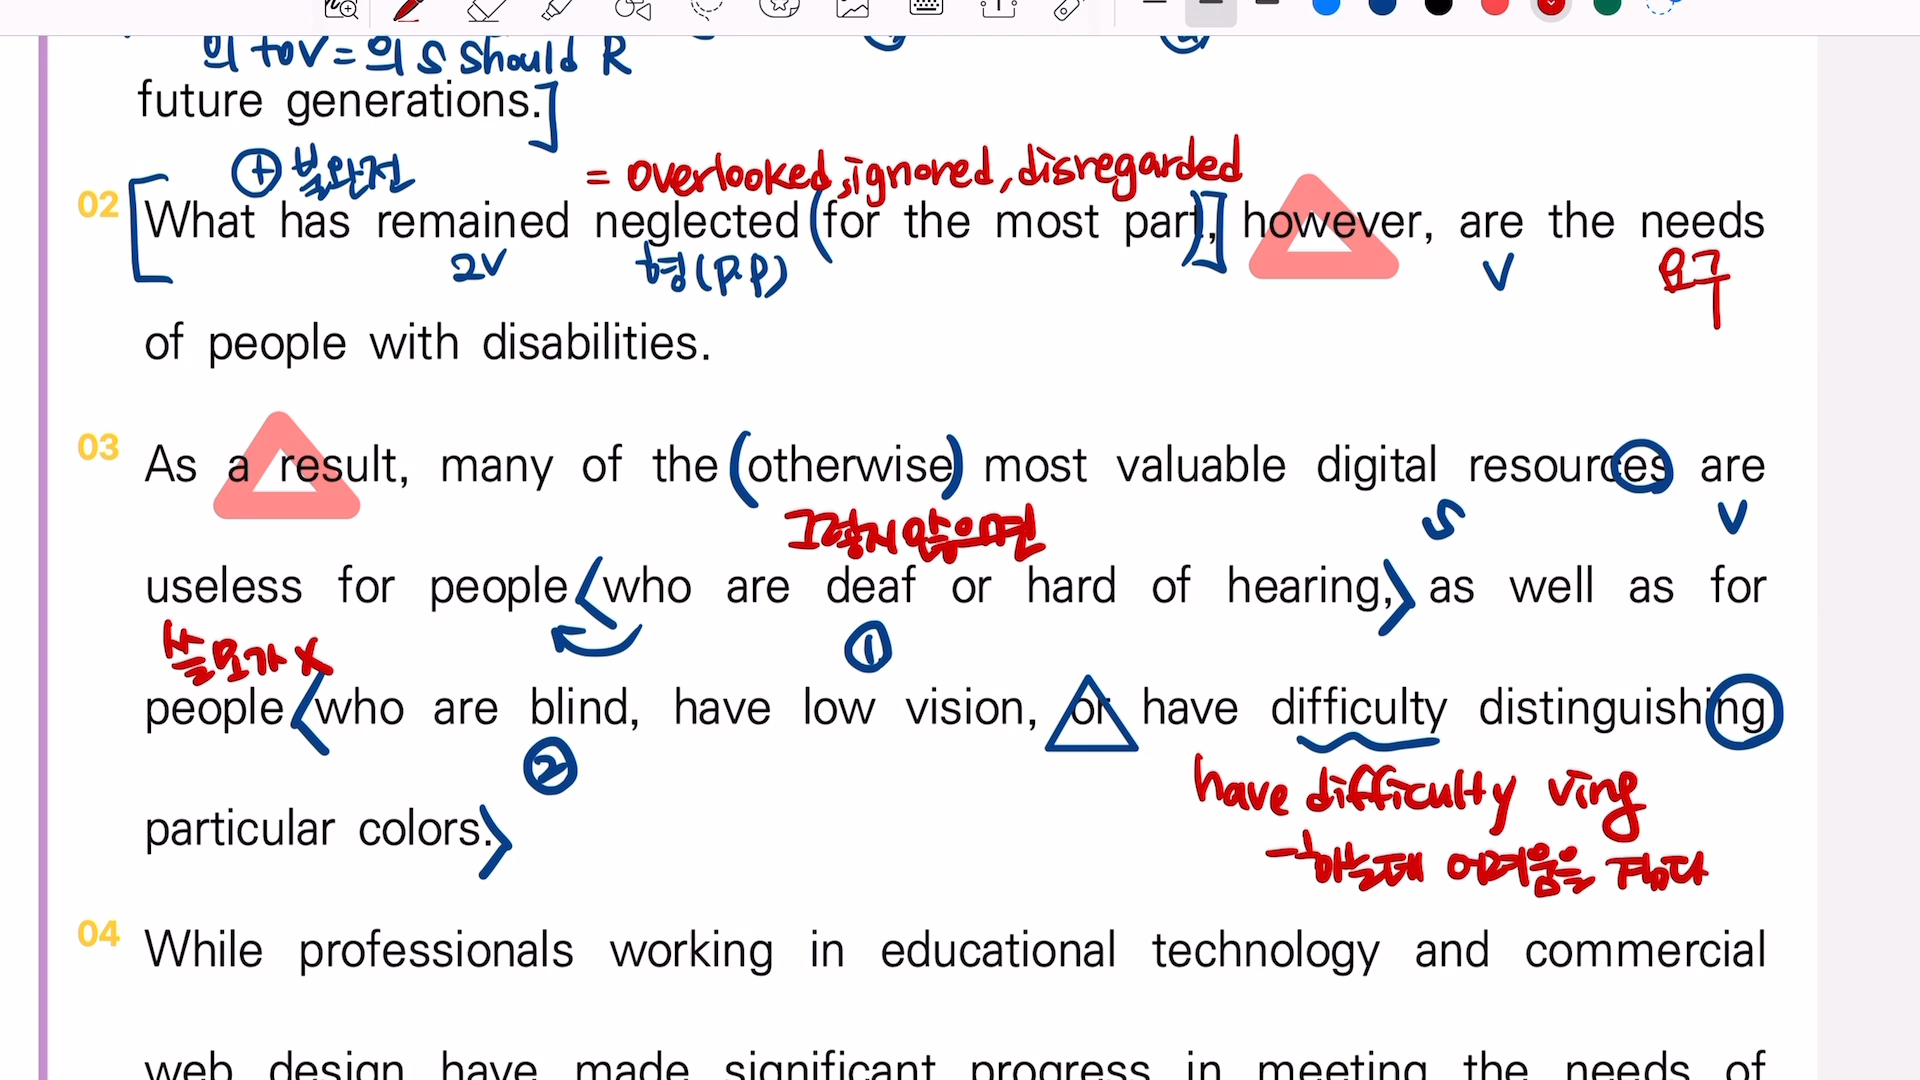 의 toV = 의 S should R
future generations.]
+ 불완전
= overlooked, ignored, disregarded
02 [What has remained neglected (for the most part,)] however, are the needs
2V 형(P.P) V 요구
of people with disabilities.
03 As a result, many of the (otherwise) most valuable digital resources are
그렇지 않으면 S V
useless for people <who are deaf or hard of hearing,> as well as for
쓸모가 X ①
people <who are blind, have low vision, or have difficulty distinguishing
②
have difficulty Ving
particular colors.>
-하는데 어려움을 겪다
04 While professionals working in educational technology and commercial
web design have made significant progress in meeting the needs of